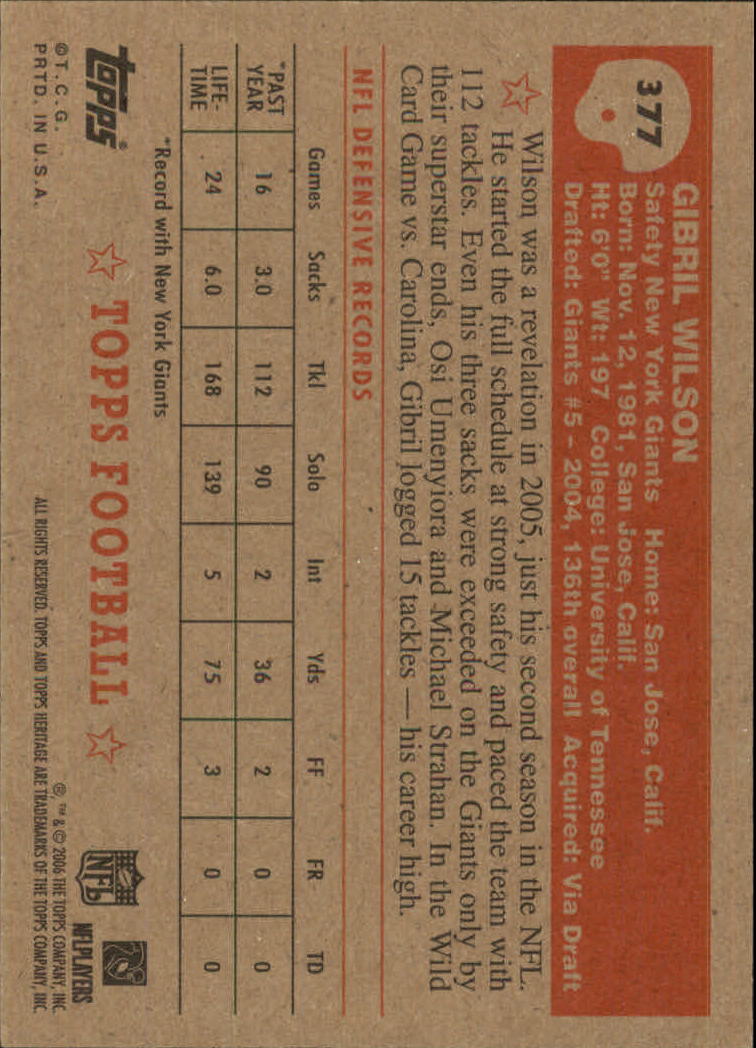 377
GIBRIL WILSON
Safety New York Giants Home: San Jose, Calif.
Born: Nov. 12, 1981, San Jose, Calif.
Ht: 6'0" Wt: 197 College: University of Tennessee
Drafted: Giants #5 – 2004, 136th overall Acquired: Via Draft
Wilson was a revelation in 2005, just his second season in the NFL.
He started the full schedule at strong safety and paced the team with
112 tackles. Even his three sacks were exceeded on the Giants only by
their superstar ends, Osi Umenyiora and Michael Strahan. In the Wild
Card Game vs. Carolina, Gibril logged 15 tackles — his career high.
NFL DEFENSIVE RECORDS
Games Sacks Tkl Solo Int Yds FF FR TD
*PAST YEAR 16 3.0 112 90 2 36 2 0 0
LIFE-TIME 24 6.0 168 139 5 75 3 0 0
*Record with New York Giants
topps®
©T.C.G.
PRTD. IN U.S.A.
TOPPS FOOTBALL
NFL
NFLPLAYERS
®, ™ & © 2006 THE TOPPS COMPANY, INC.
ALL RIGHTS RESERVED. TOPPS AND TOPPS HERITAGE ARE TRADEMARKS OF THE TOPPS COMPANY, INC.